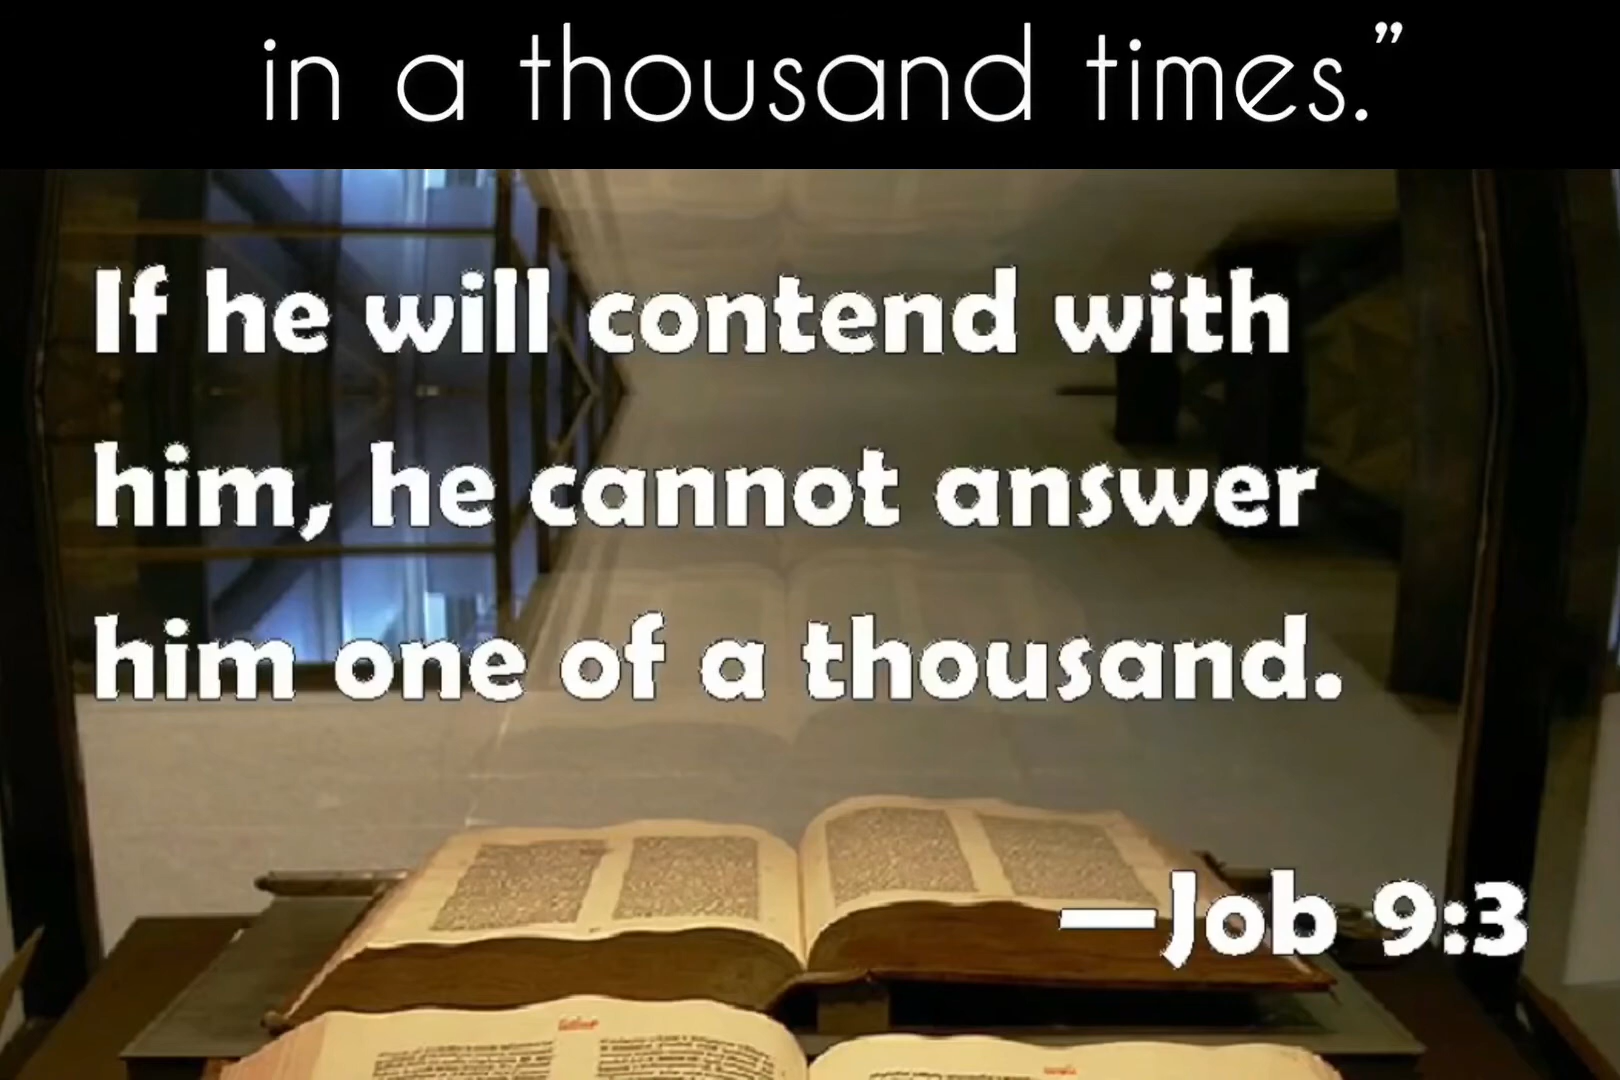 in a thousand times.”
If he will contend with
him, he cannot answer
him one of a thousand.
—Job 9:3